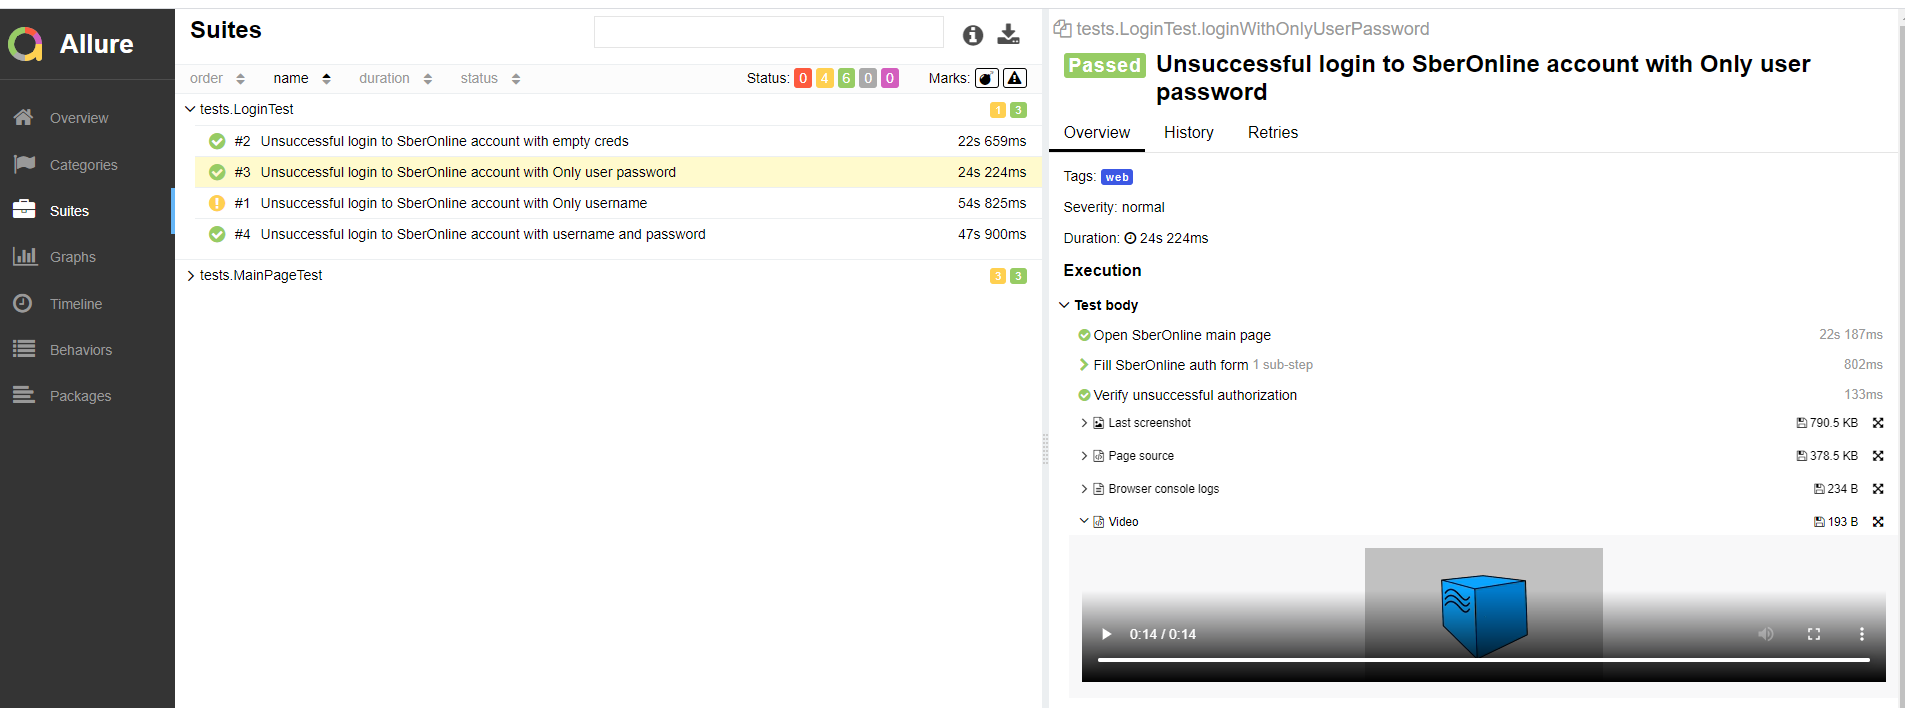 Allure
Overview
Categories
Suites
Graphs
Timeline
Behaviors
Packages
Suites
order name duration status Status: 0 4 6 0 0 Marks:
tests.LoginTest 1 3
#2 Unsuccessful login to SberOnline account with empty creds 22s 659ms
#3 Unsuccessful login to SberOnline account with Only user password 24s 224ms
#1 Unsuccessful login to SberOnline account with Only username 54s 825ms
#4 Unsuccessful login to SberOnline account with username and password 47s 900ms
tests.MainPageTest 3 3
tests.LoginTest.loginWithOnlyUserPassword
Passed Unsuccessful login to SberOnline account with Only user
password
Overview History Retries
Tags: web
Severity: normal
Duration: 24s 224ms
Execution
Test body
Open SberOnline main page 22s 187ms
Fill SberOnline auth form 1 sub-step 802ms
Verify unsuccessful authorization 133ms
Last screenshot 790.5 KB
Page source 378.5 KB
Browser console logs 234 B
Video 193 B
0:14 / 0:14